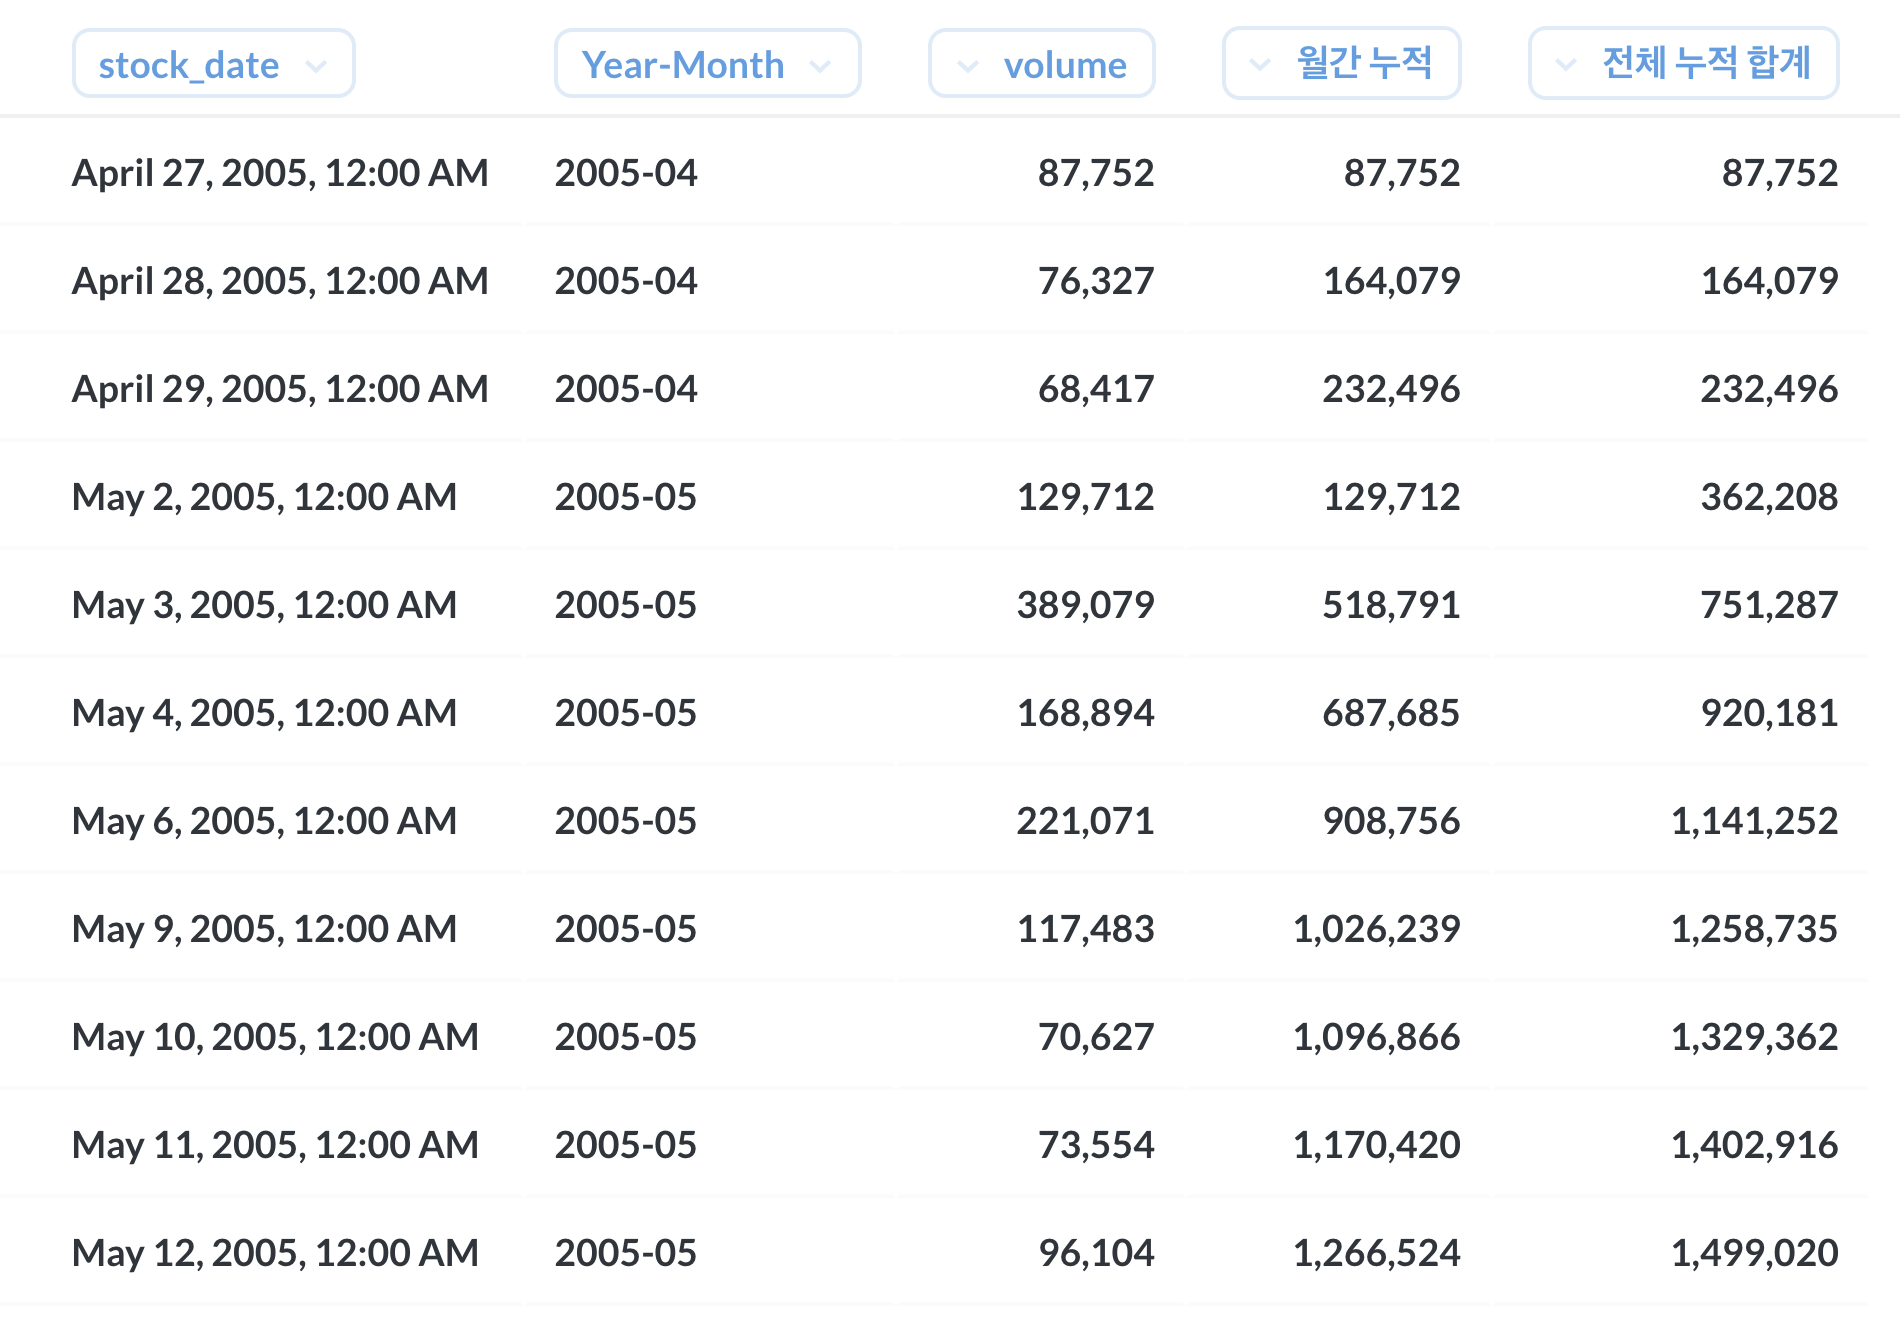 stock_date Year-Month volume 월간 누적 전체 누적 합계
April 27, 2005, 12:00 AM 2005-04 87,752 87,752 87,752
April 28, 2005, 12:00 AM 2005-04 76,327 164,079 164,079
April 29, 2005, 12:00 AM 2005-04 68,417 232,496 232,496
May 2, 2005, 12:00 AM 2005-05 129,712 129,712 362,208
May 3, 2005, 12:00 AM 2005-05 389,079 518,791 751,287
May 4, 2005, 12:00 AM 2005-05 168,894 687,685 920,181
May 6, 2005, 12:00 AM 2005-05 221,071 908,756 1,141,252
May 9, 2005, 12:00 AM 2005-05 117,483 1,026,239 1,258,735
May 10, 2005, 12:00 AM 2005-05 70,627 1,096,866 1,329,362
May 11, 2005, 12:00 AM 2005-05 73,554 1,170,420 1,402,916
May 12, 2005, 12:00 AM 2005-05 96,104 1,266,524 1,499,020